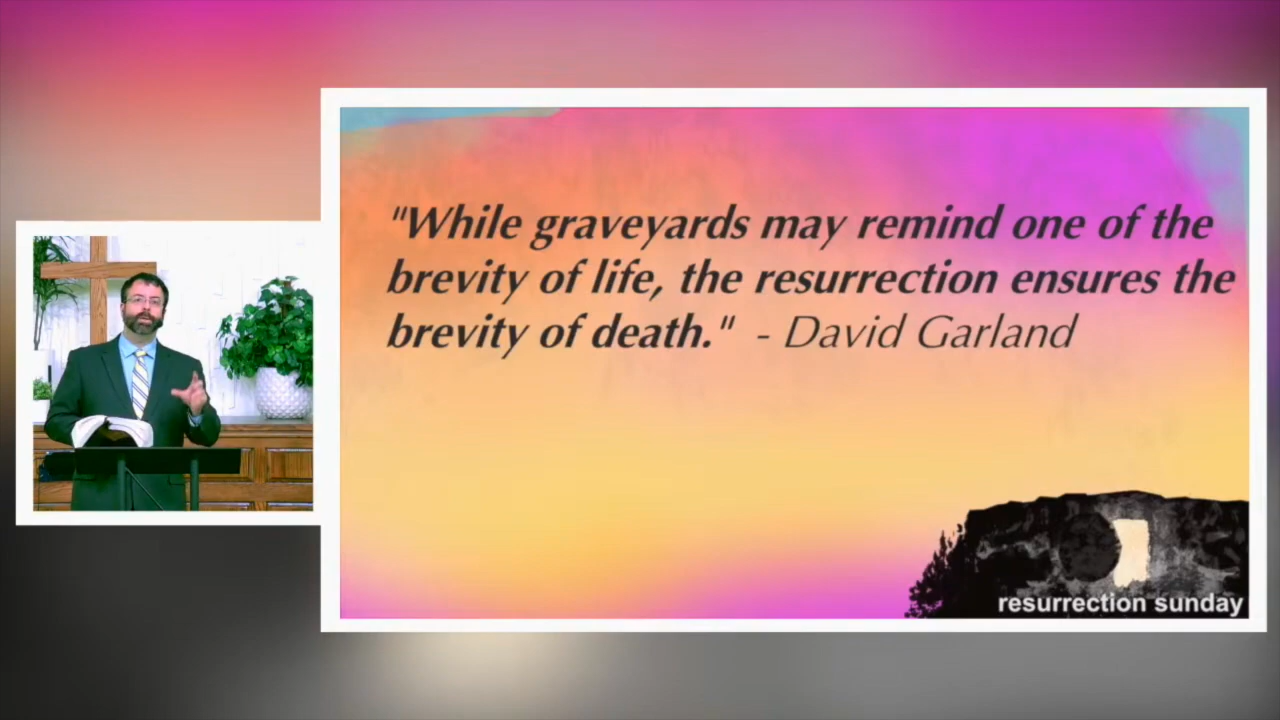 "While graveyards may remind one of the
brevity of life, the resurrection ensures the
brevity of death." - David Garland
resurrection sunday